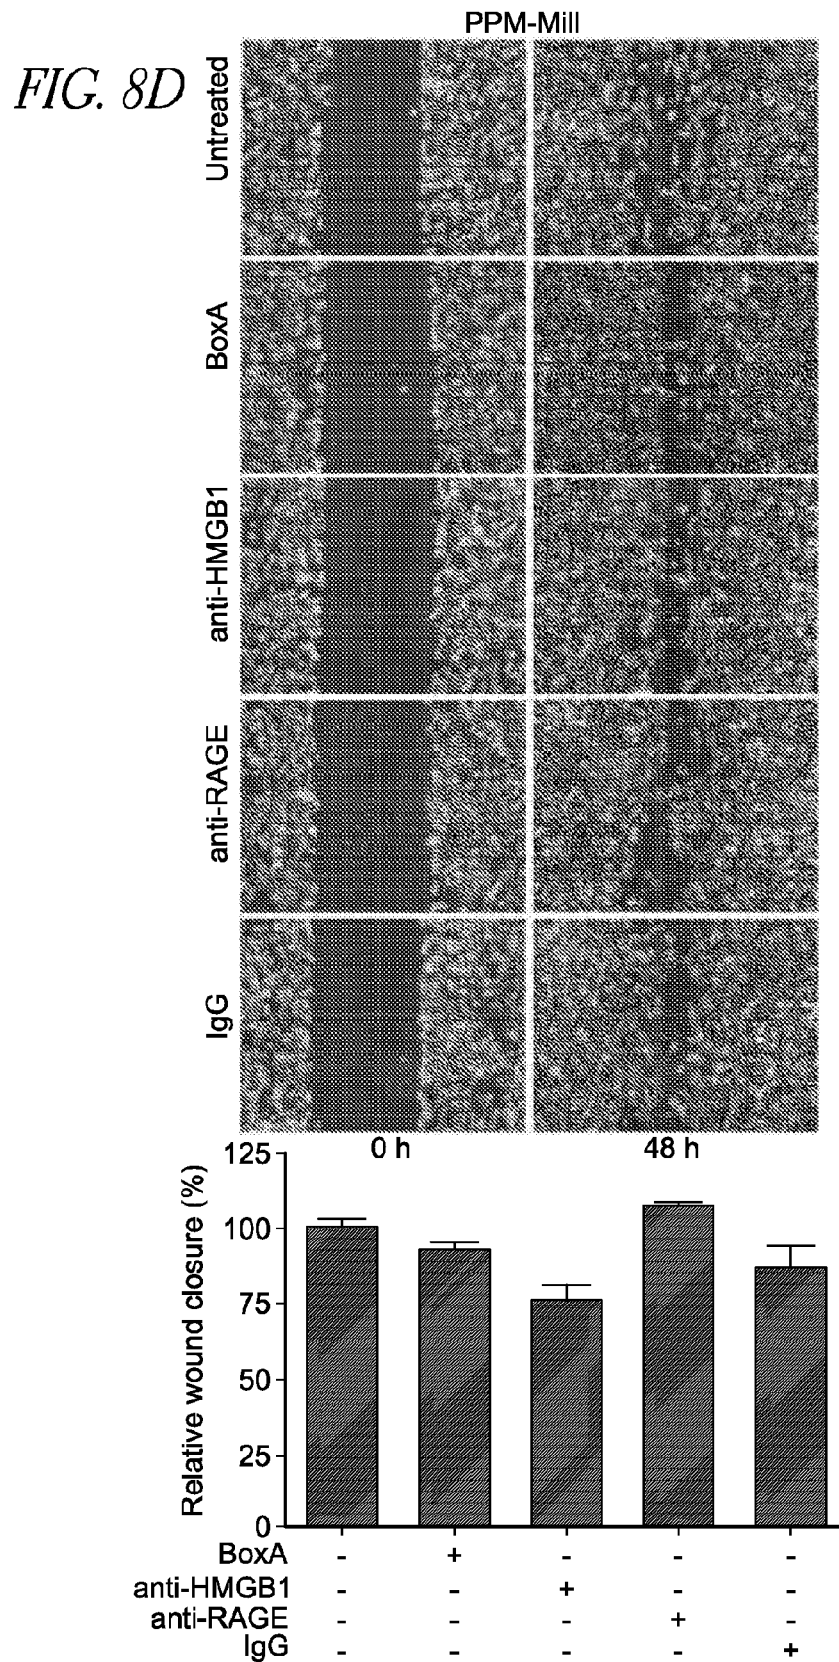 PPM-Mill
FIG. 8D
Untreated
BoxA
anti-HMGB1
anti-RAGE
IgG
0 h
48 h
Relative wound closure (%)
125
100
75
50
25
0
BoxA - + - - -
anti-HMGB1 - - + - -
anti-RAGE - - - + -
IgG - - - - +